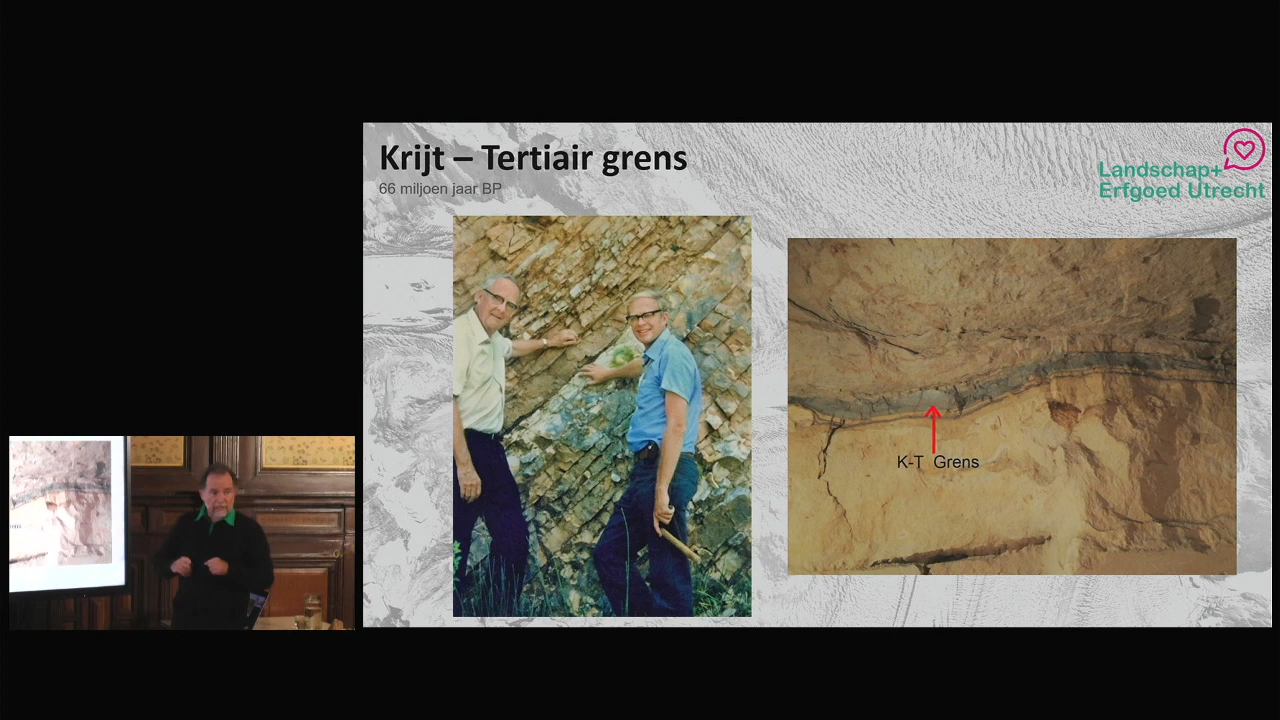 Krijt – Tertiair grens
66 miljoen jaar BP
Landschap+
Erfgoed Utrecht
K-T Grens